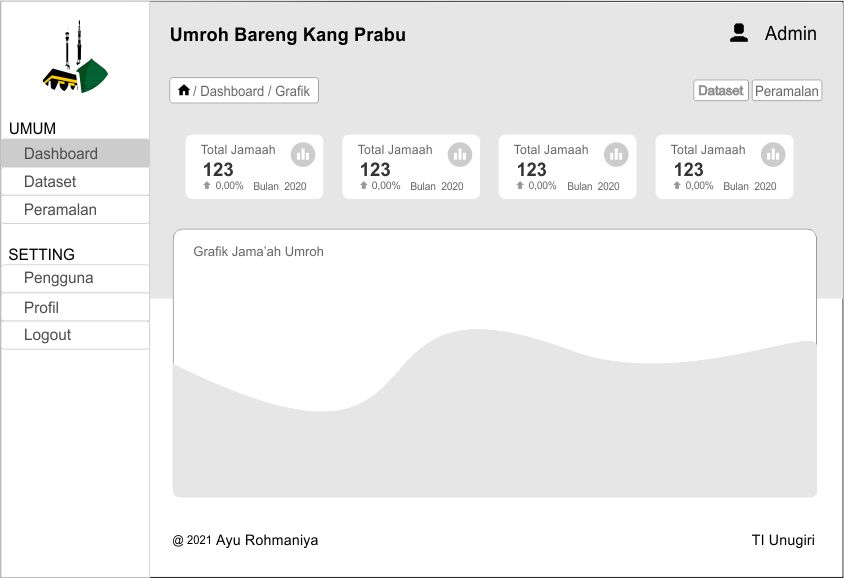 Umroh Bareng Kang Prabu
Admin
/ Dashboard / Grafik
Dataset
Peramalan
UMUM
Dashboard
Dataset
Peramalan
SETTING
Pengguna
Profil
Logout
Total Jamaah
123
0,00% Bulan 2020
Total Jamaah
123
0,00% Bulan 2020
Total Jamaah
123
0,00% Bulan 2020
Total Jamaah
123
0,00% Bulan 2020
Grafik Jama'ah Umroh
@ 2021 Ayu Rohmaniya
TI Unugiri